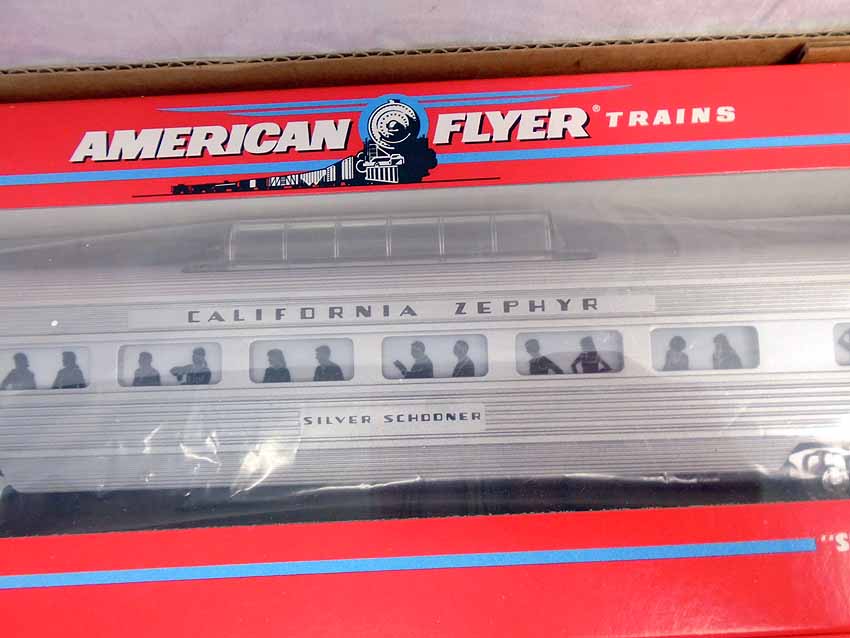 AMERICAN FLYER® TRAINS
CALIFORNIA ZEPHYR
SILVER SCHOONER
"S